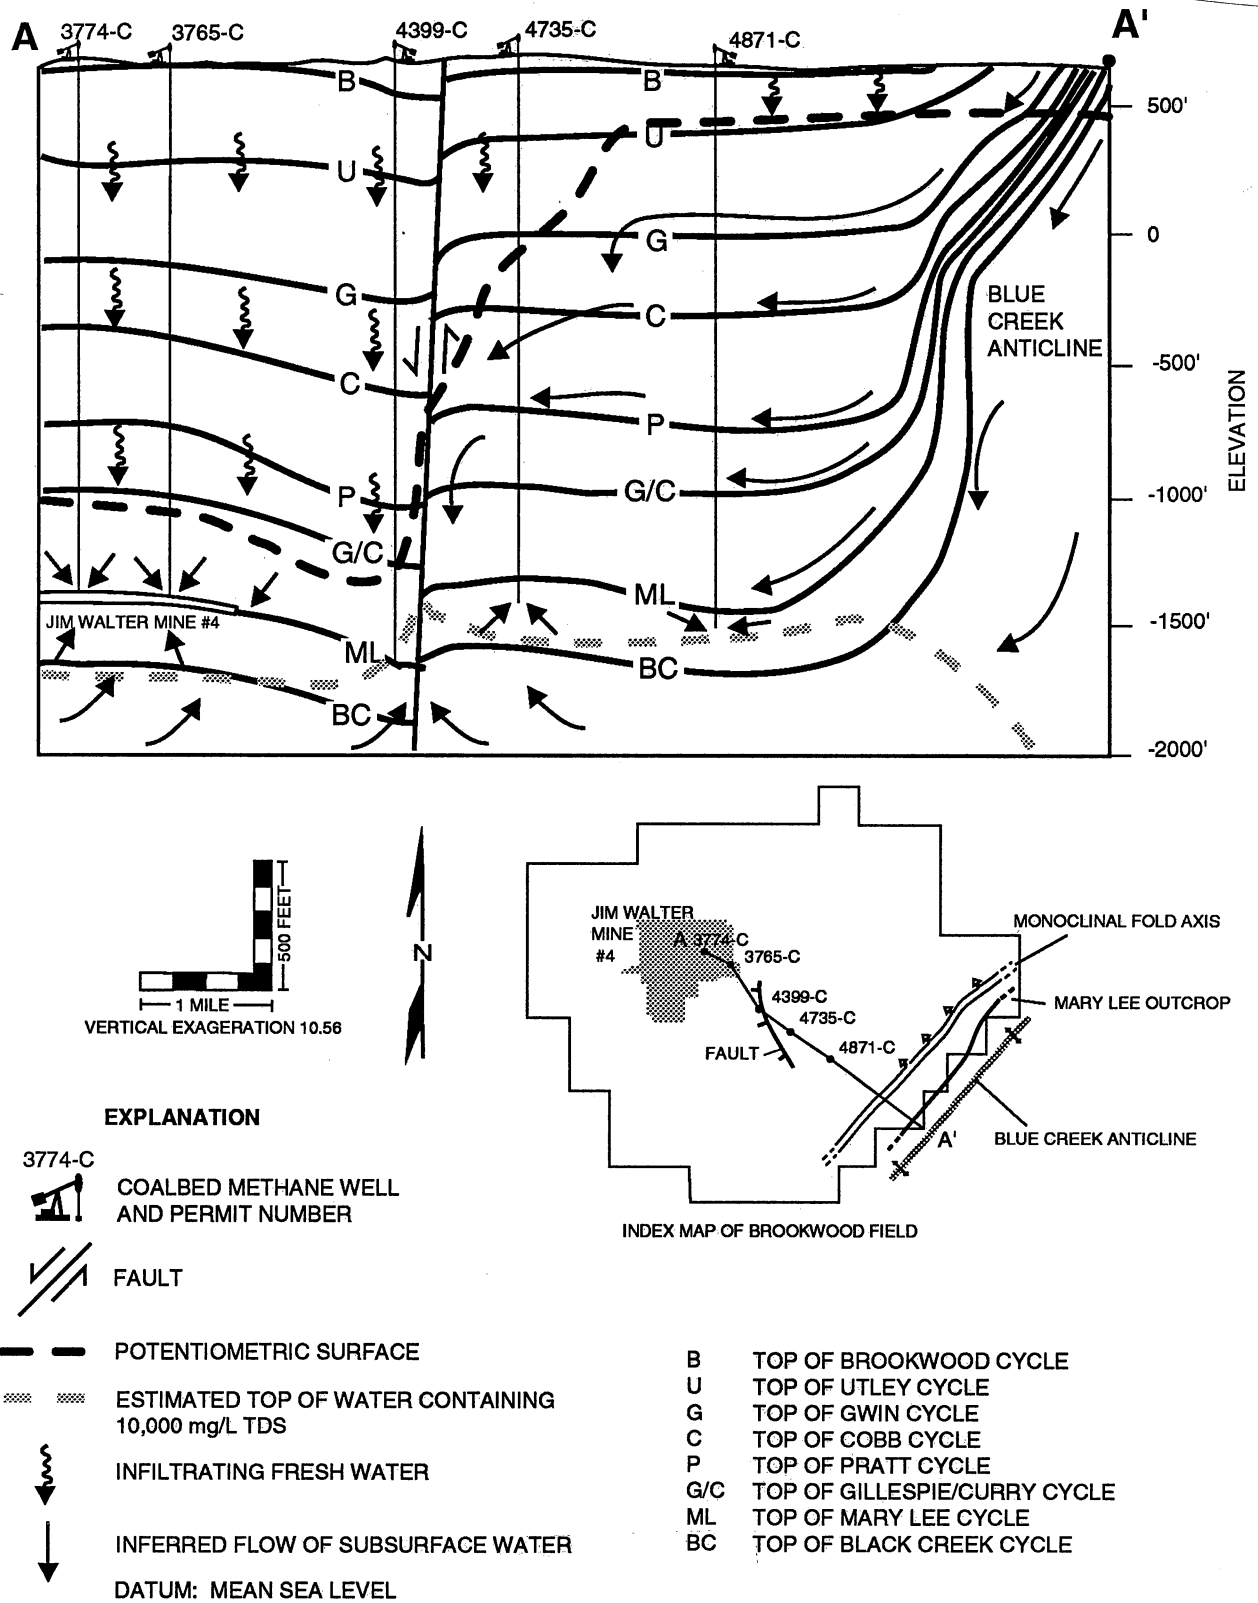 A
A'
3774-C
3765-C
4399-C
4735-C
4871-C
B
B
U
U
G
G
C
C
P
P
G/C
G/C
ML
ML
BC
BC
JIM WALTER MINE #4
BLUE
CREEK
ANTICLINE
500'
0
-500'
-1000'
-1500'
-2000'
ELEVATION
500 FEET
1 MILE
VERTICAL EXAGERATION 10.56
N
JIM WALTER
MINE
#4
A
3774-C
3765-C
4399-C
4735-C
4871-C
FAULT
A'
MONOCLINAL FOLD AXIS
MARY LEE OUTCROP
BLUE CREEK ANTICLINE
INDEX MAP OF BROOKWOOD FIELD
EXPLANATION
3774-C
COALBED METHANE WELL
AND PERMIT NUMBER
FAULT
POTENTIOMETRIC SURFACE
ESTIMATED TOP OF WATER CONTAINING
10,000 mg/L TDS
INFILTRATING FRESH WATER
INFERRED FLOW OF SUBSURFACE WATER
DATUM: MEAN SEA LEVEL
B TOP OF BROOKWOOD CYCLE
U TOP OF UTLEY CYCLE
G TOP OF GWIN CYCLE
C TOP OF COBB CYCLE
P TOP OF PRATT CYCLE
G/C TOP OF GILLESPIE/CURRY CYCLE
ML TOP OF MARY LEE CYCLE
BC TOP OF BLACK CREEK CYCLE